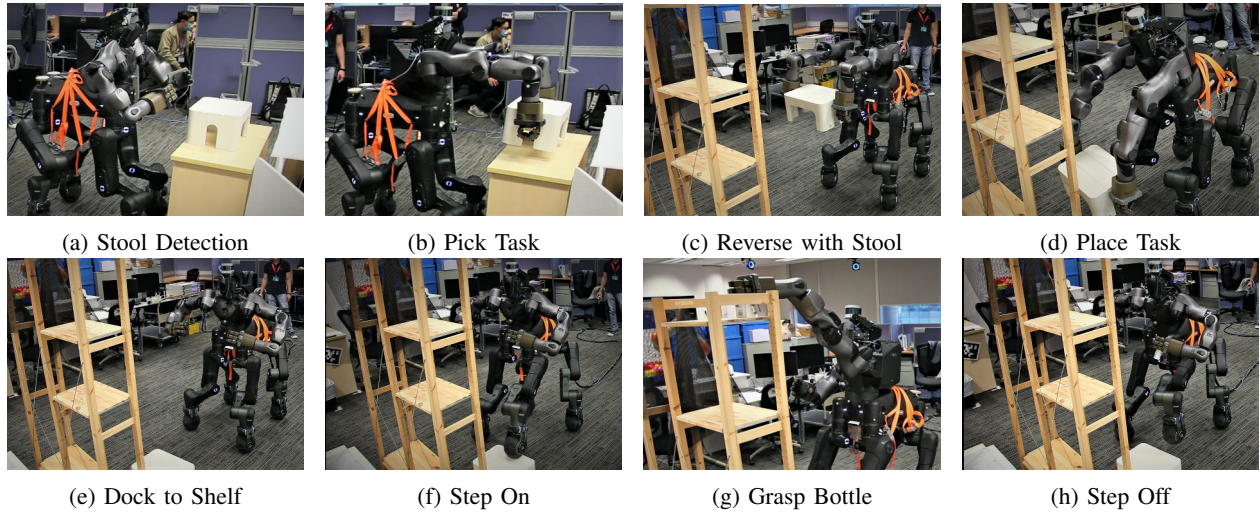 (a) Stool Detection
(b) Pick Task
(c) Reverse with Stool
(d) Place Task
(e) Dock to Shelf
(f) Step On
(g) Grasp Bottle
(h) Step Off